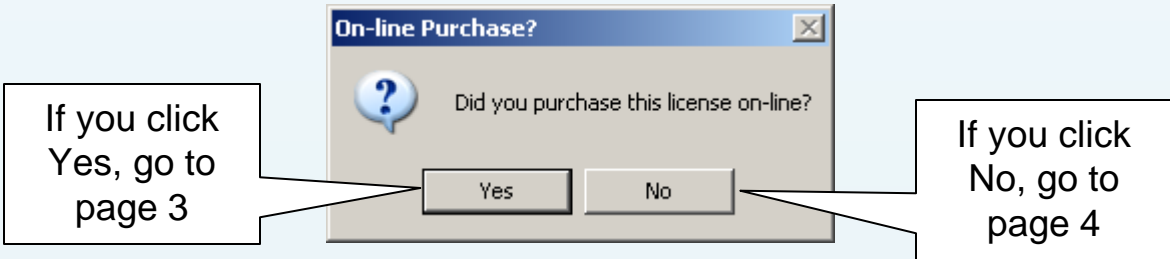 On-line Purchase?
Did you purchase this license on-line?
If you click
Yes, go to
page 3
Yes
No
If you click
No, go to
page 4